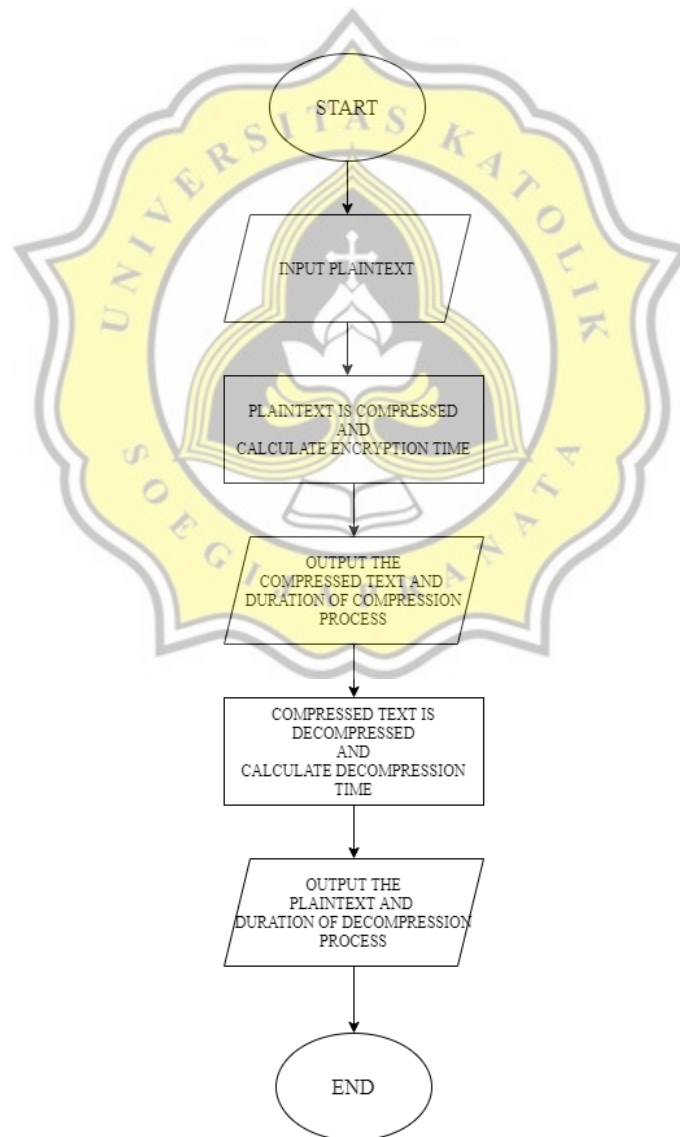 START
UNIVERSITAS KATOLIK
INPUT PLAINTEXT
PLAINTEXT IS COMPRESSED
AND
CALCULATE ENCRYPTION TIME
SOEGIJAPRANATA
OUTPUT THE
COMPRESSED TEXT AND
DURATION OF COMPRESSION
PROCESS
COMPRESSED TEXT IS
DECOMPRESSED
AND
CALCULATE DECOMPRESSION
TIME
OUTPUT THE
PLAINTEXT AND
DURATION OF DECOMPRESSION
PROCESS
END